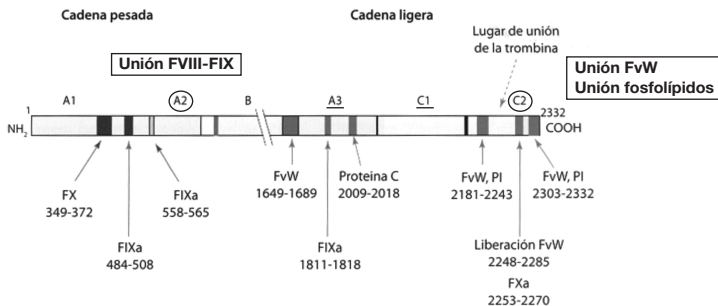 Cadena pesada
Cadena ligera
Lugar de unión
de la trombina
Unión FVIII-FIX
Unión FvW
Unión fosfolípidos
1
A1
A2
B
A3
C1
C2
2332
NH2
COOH
FX
349-372
FIXa
484-508
FIXa
558-565
FvW
1649-1689
FIXa
1811-1818
Proteina C
2009-2018
FvW, PI
2181-2243
FvW, PI
2303-2332
Liberación FvW
2248-2285
FXa
2253-2270